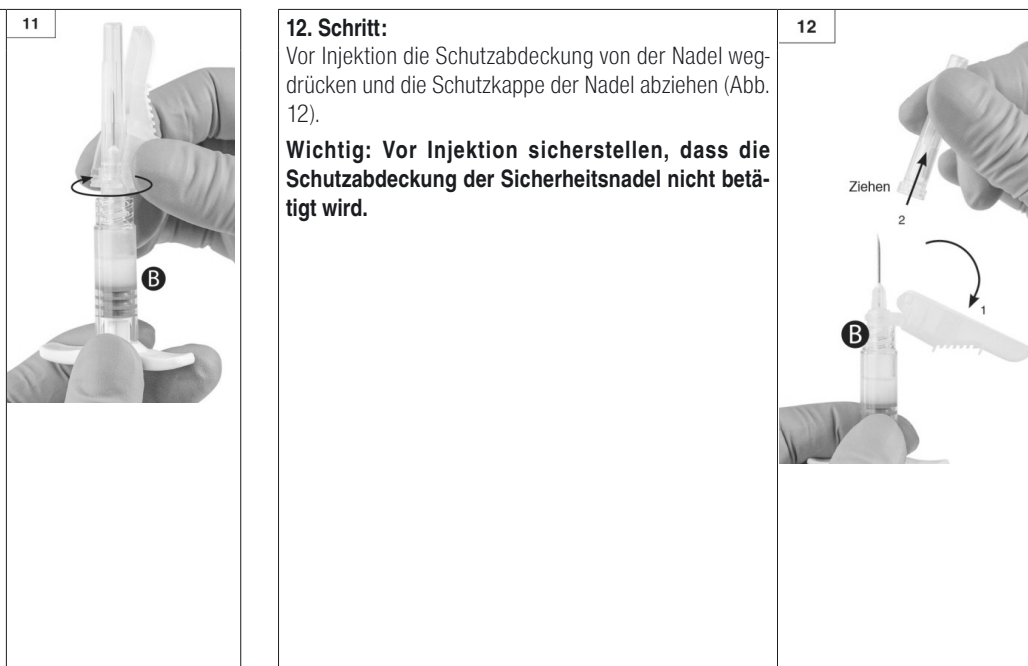 11
B
12. Schritt:
Vor Injektion die Schutzabdeckung von der Nadel weg-
drücken und die Schutzkappe der Nadel abziehen (Abb.
12).
Wichtig: Vor Injektion sicherstellen, dass die
Schutzabdeckung der Sicherheitsnadel nicht betä-
tigt wird.
12
Ziehen
2
1
B